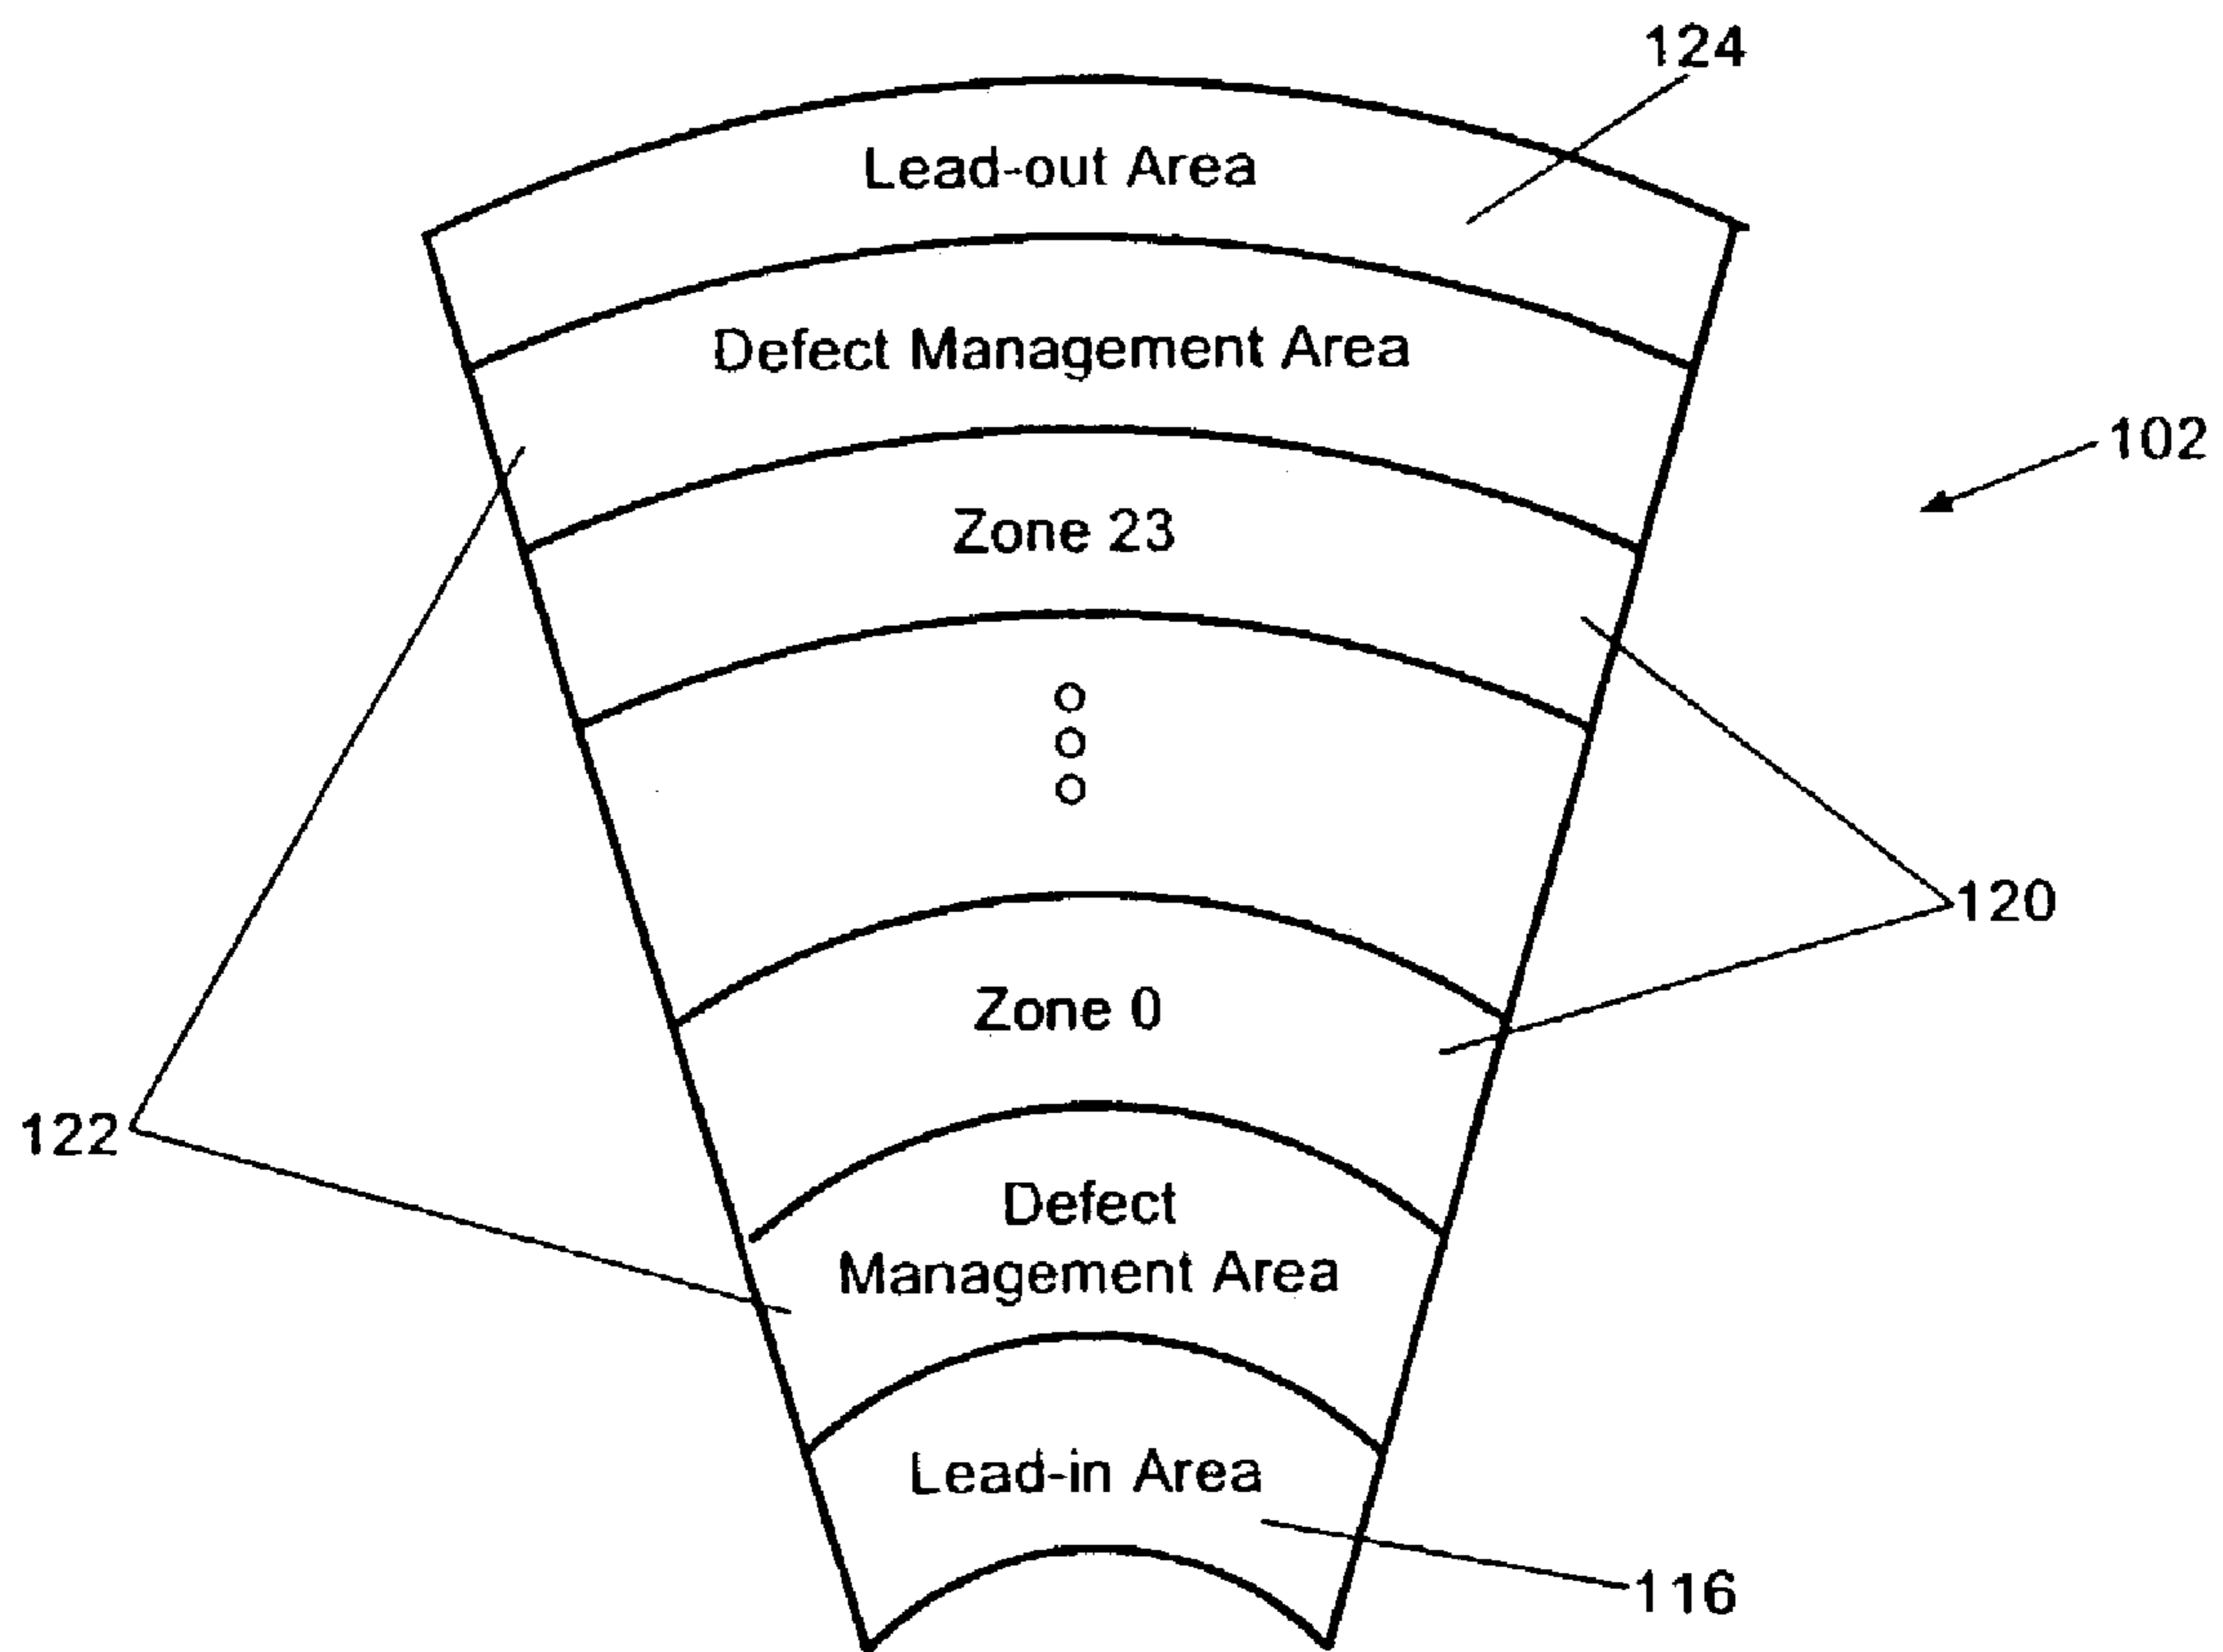 124
Lead-out Area
Defect Management Area
102
Zone 23
120
Zone 0
122
Defect
Management Area
Lead-in Area
116